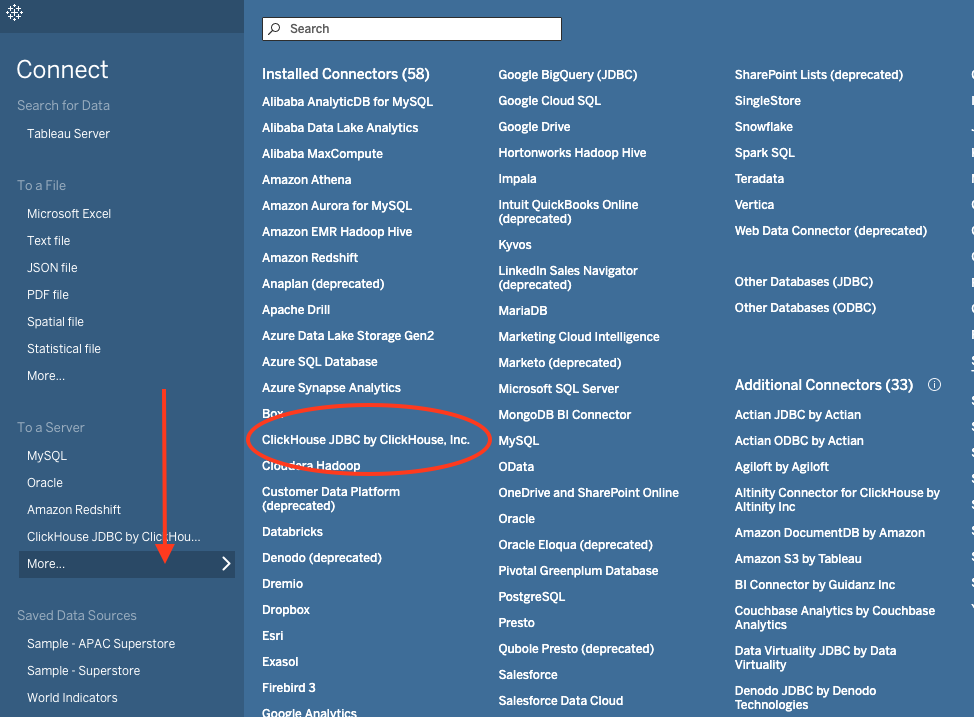 Connect
Search for Data
Tableau Server
To a File
Microsoft Excel
Text file
JSON file
PDF file
Spatial file
Statistical file
More...
To a Server
MySQL
Oracle
Amazon Redshift
ClickHouse JDBC by ClickHou...
More...
Saved Data Sources
Sample - APAC Superstore
Sample - Superstore
World Indicators
Search
Installed Connectors (58)
Alibaba AnalyticDB for MySQL
Alibaba Data Lake Analytics
Alibaba MaxCompute
Amazon Athena
Amazon Aurora for MySQL
Amazon EMR Hadoop Hive
Amazon Redshift
Anaplan (deprecated)
Apache Drill
Azure Data Lake Storage Gen2
Azure SQL Database
Azure Synapse Analytics
Box
ClickHouse JDBC by ClickHouse, Inc.
Cloudera Hadoop
Customer Data Platform
(deprecated)
Databricks
Denodo (deprecated)
Dremio
Dropbox
Esri
Exasol
Firebird 3
Google Analytics
Google BigQuery (JDBC)
Google Cloud SQL
Google Drive
Hortonworks Hadoop Hive
Impala
Intuit QuickBooks Online
(deprecated)
Kyvos
LinkedIn Sales Navigator
(deprecated)
MariaDB
Marketing Cloud Intelligence
Marketo (deprecated)
Microsoft SQL Server
MongoDB BI Connector
MySQL
OData
OneDrive and SharePoint Online
Oracle
Oracle Eloqua (deprecated)
Pivotal Greenplum Database
PostgreSQL
Presto
Qubole Presto (deprecated)
Salesforce
Salesforce Data Cloud
SharePoint Lists (deprecated)
SingleStore
Snowflake
Spark SQL
Teradata
Vertica
Web Data Connector (deprecated)
Other Databases (JDBC)
Other Databases (ODBC)
Additional Connectors (33)
Actian JDBC by Actian
Actian ODBC by Actian
Agiloft by Agiloft
Altinity Connector for ClickHouse by
Altinity Inc
Amazon DocumentDB by Amazon
Amazon S3 by Tableau
BI Connector by Guidanz Inc
Couchbase Analytics by Couchbase
Analytics
Data Virtuality JDBC by Data
Virtuality
Denodo JDBC by Denodo
Technologies